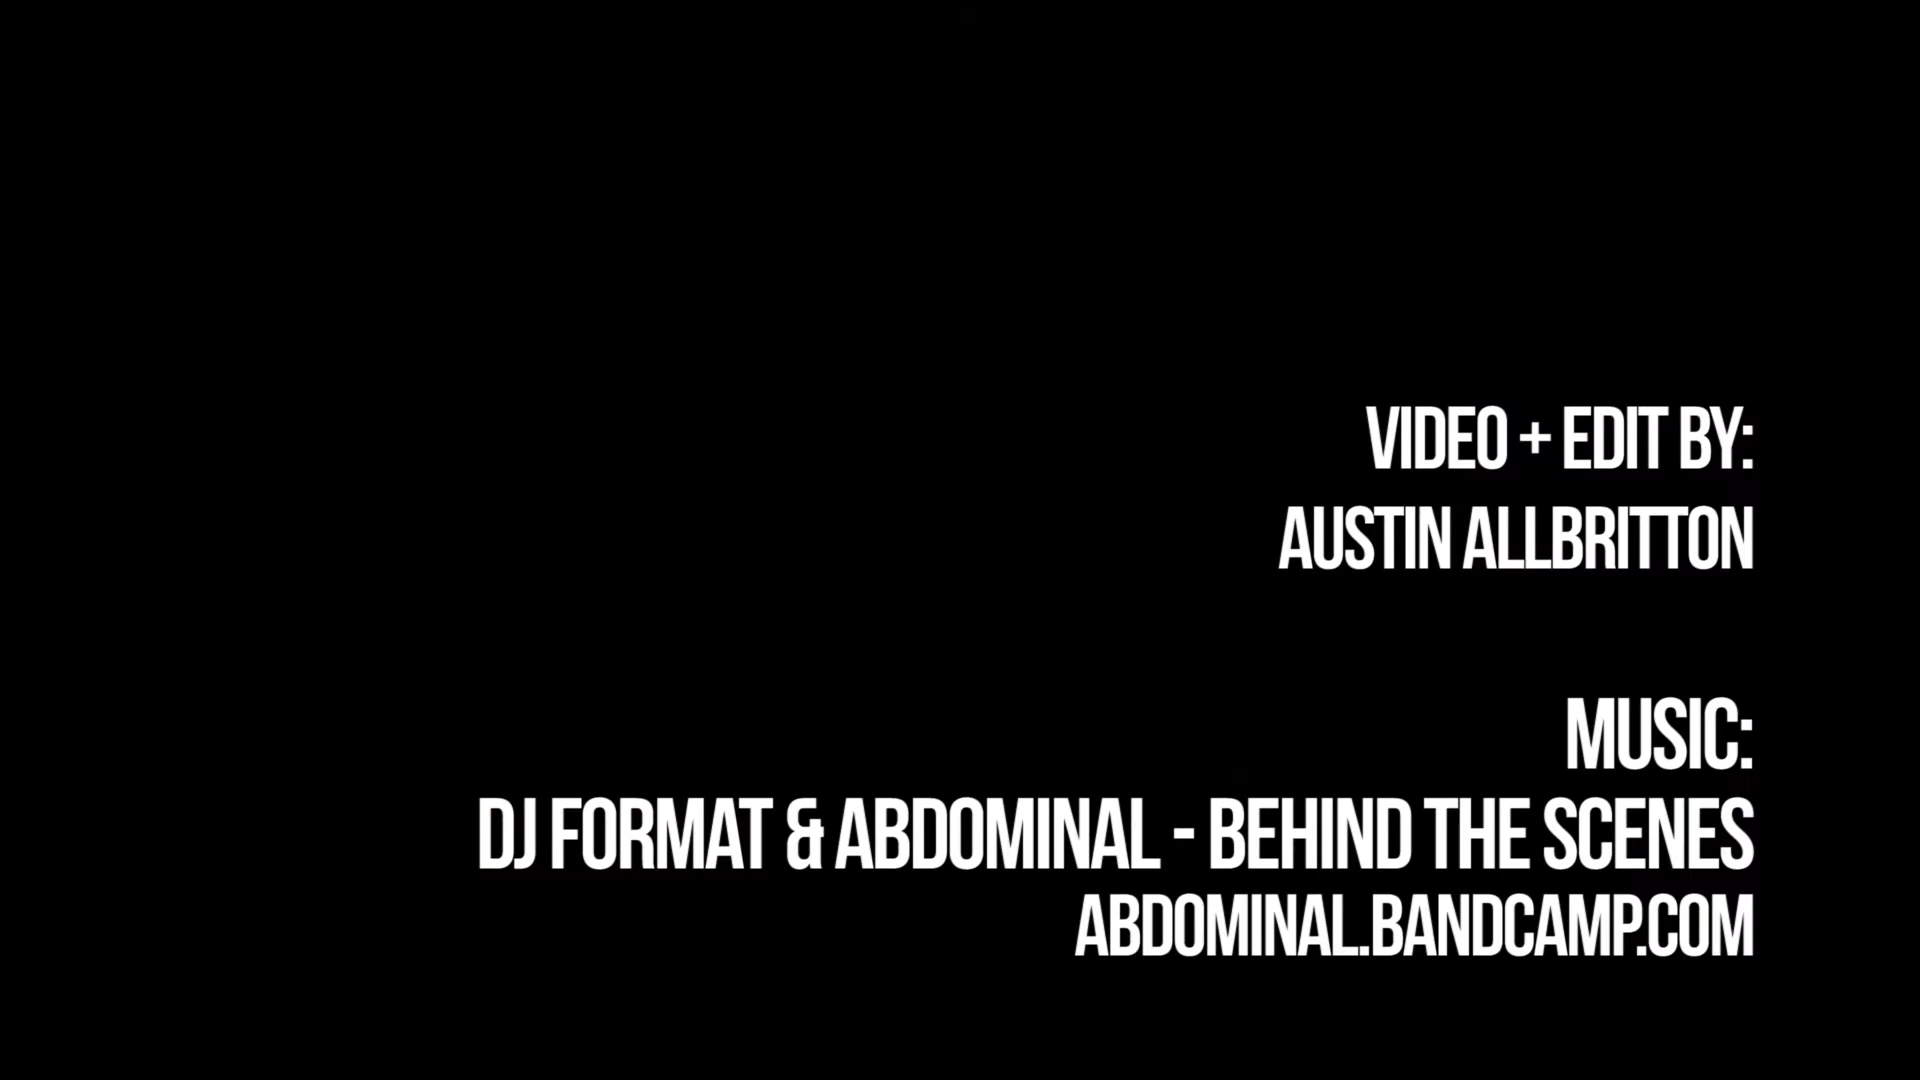 VIDEO + EDIT BY:
AUSTIN ALLBRITTON
MUSIC:
DJ FORMAT & ABDOMINAL - BEHIND THE SCENES
ABDOMINAL.BANDCAMP.COM